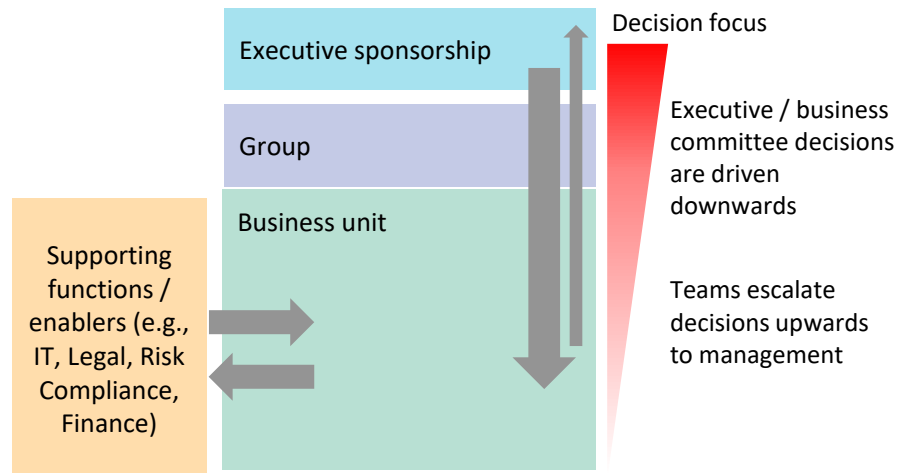 Decision focus
Executive sponsorship
Group
Business unit
Supporting
functions /
enablers (e.g.,
IT, Legal, Risk
Compliance,
Finance)
Executive / business
committee decisions
are driven
downwards
Teams escalate
decisions upwards
to management